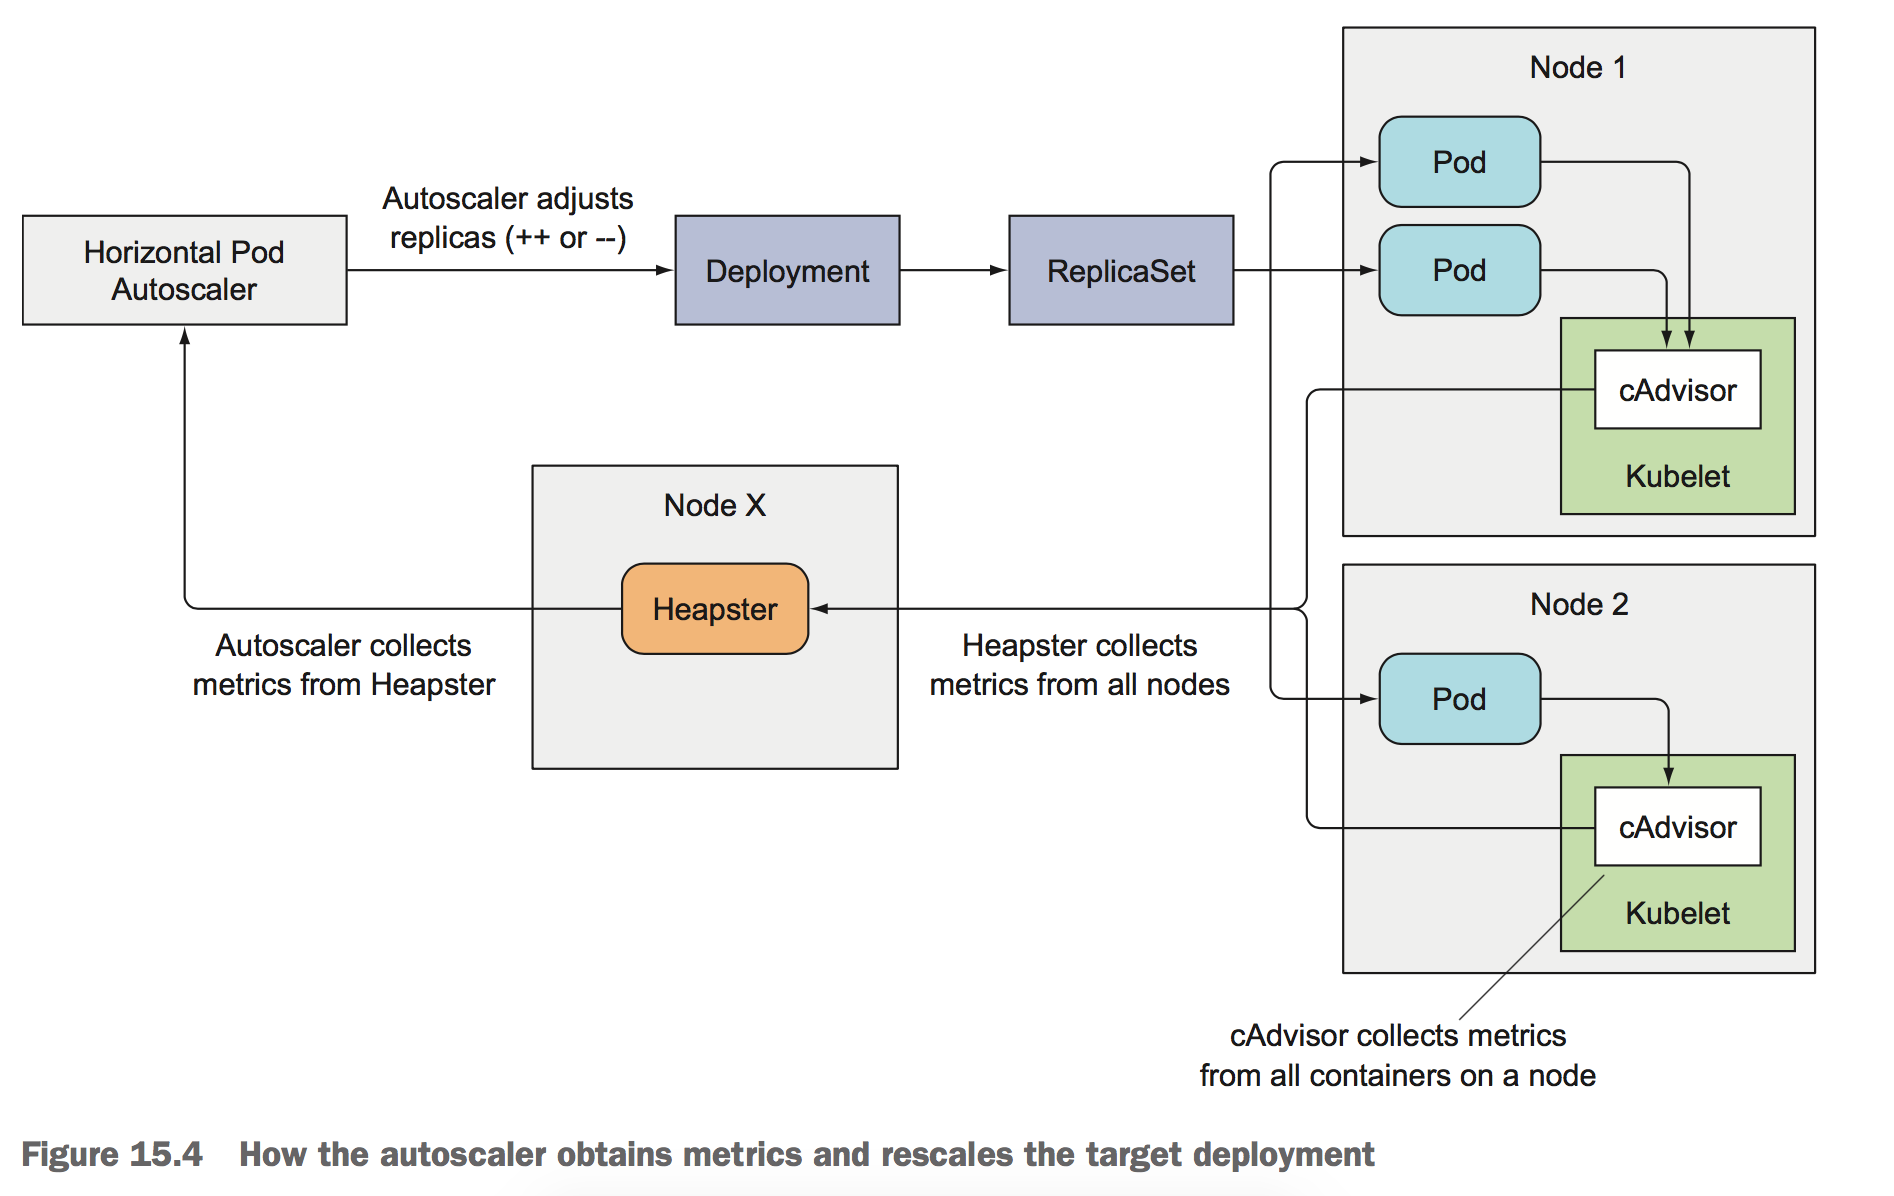 Node 1
Pod
Autoscaler adjusts
replicas (++ or --)
Horizontal Pod
Autoscaler
Deployment
ReplicaSet
Pod
cAdvisor
Kubelet
Node X
Heapster
Autoscaler collects
metrics from Heapster
Heapster collects
metrics from all nodes
Node 2
Pod
cAdvisor
Kubelet
cAdvisor collects metrics
from all containers on a node
Figure 15.4 How the autoscaler obtains metrics and rescales the target deployment